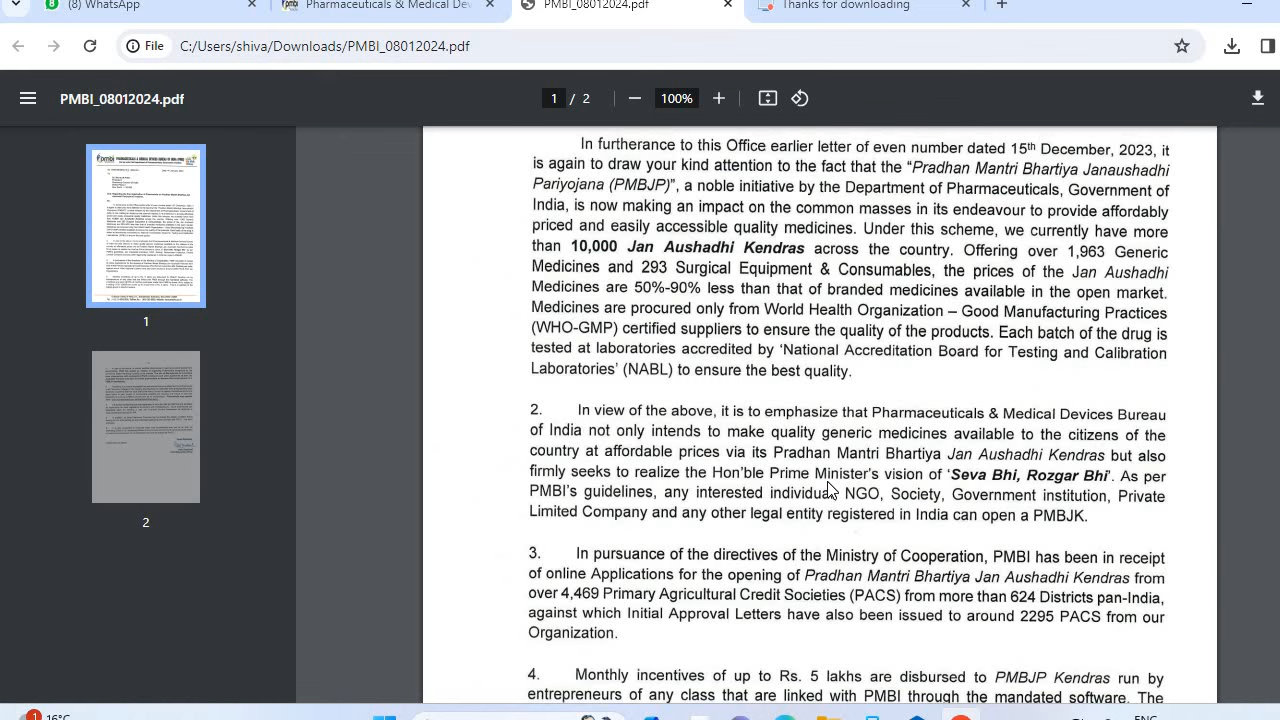 8
(8) WhatsApp
Pharmaceuticals & Medical Dev
PMBI_08012024.pdf
Thanks for downloading
File
C:/Users/shiva/Downloads/PMBI_08012024.pdf
PMBI_08012024.pdf
1 / 2
100%
1
2
In furtherance to this Office earlier letter of even number dated 15th December, 2023, it
is again to draw your kind attention to the fact that the "Pradhan Mantri Bhartiya Janaushadhi
Pariyojana (PMBJP)", a noble initiative by the Department of Pharmaceuticals, Government of
India is now making an impact on the common masses in its endeavour to provide affordably
priced and easily accessible quality medicines. Under this scheme, we currently have more
than 10,000 Jan Aushadhi Kendras across the country. Offering over 1,963 Generic
Medicines and 293 Surgical Equipment & Consumables, the prices of the Jan Aushadhi
Medicines are 50%-90% less than that of branded medicines available in the open market.
Medicines are procured only from World Health Organization – Good Manufacturing Practices
(WHO-GMP) certified suppliers to ensure the quality of the products. Each batch of the drug is
tested at laboratories accredited by 'National Accreditation Board for Testing and Calibration
Laboratories' (NABL) to ensure the best quality.
2. In view of the above, it is to emphasize that Pharmaceuticals & Medical Devices Bureau
of India not only intends to make quality generic medicines available to the citizens of the
country at affordable prices via its Pradhan Mantri Bhartiya Jan Aushadhi Kendras but also
firmly seeks to realize the Hon'ble Prime Minister's vision of 'Seva Bhi, Rozgar Bhi'. As per
PMBI's guidelines, any interested individual, NGO, Society, Government institution, Private
Limited Company and any other legal entity registered in India can open a PMBJK.
3. In pursuance of the directives of the Ministry of Cooperation, PMBI has been in receipt
of online Applications for the opening of Pradhan Mantri Bhartiya Jan Aushadhi Kendras from
over 4,469 Primary Agricultural Credit Societies (PACS) from more than 624 Districts pan-India,
against which Initial Approval Letters have also been issued to around 2295 PACS from our
Organization.
4. Monthly incentives of up to Rs. 5 lakhs are disbursed to PMBJP Kendras run by
entrepreneurs of any class that are linked with PMBI through the mandated software. The
1
16°C
ENG